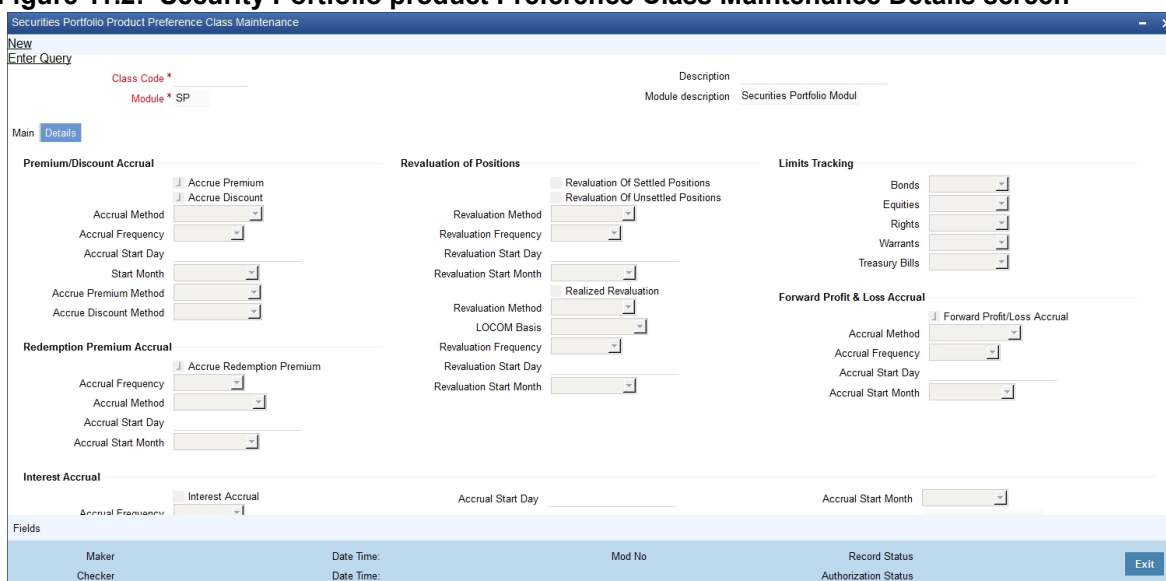 Figure 11.2: Security Portfolio product Preference Class Maintenance Details screen
Securities Portfolio Product Preference Class Maintenance
New
Enter Query
Class Code *
Description
Module * SP
Module description Securities Portfolio Modul
Main Details
Premium/Discount Accrual
Accrue Premium
Accrue Discount
Accrual Method
Accrual Frequency
Accrual Start Day
Start Month
Accrue Premium Method
Accrue Discount Method
Redemption Premium Accrual
Accrue Redemption Premium
Accrual Frequency
Accrual Method
Accrual Start Day
Accrual Start Month
Revaluation of Positions
Revaluation Of Settled Positions
Revaluation Of Unsettled Positions
Revaluation Method
Revaluation Frequency
Revaluation Start Day
Revaluation Start Month
Realized Revaluation
Revaluation Method
LOCOM Basis
Revaluation Frequency
Revaluation Start Day
Revaluation Start Month
Limits Tracking
Bonds
Equities
Rights
Warrants
Treasury Bills
Forward Profit & Loss Accrual
Forward Profit/Loss Accrual
Accrual Method
Accrual Frequency
Accrual Start Day
Accrual Start Month
Interest Accrual
Interest Accrual
Accrual Start Day
Accrual Start Month
Accrual Frequency
Fields
Maker
Date Time:
Mod No
Record Status
Checker
Date Time:
Authorization Status
Exit